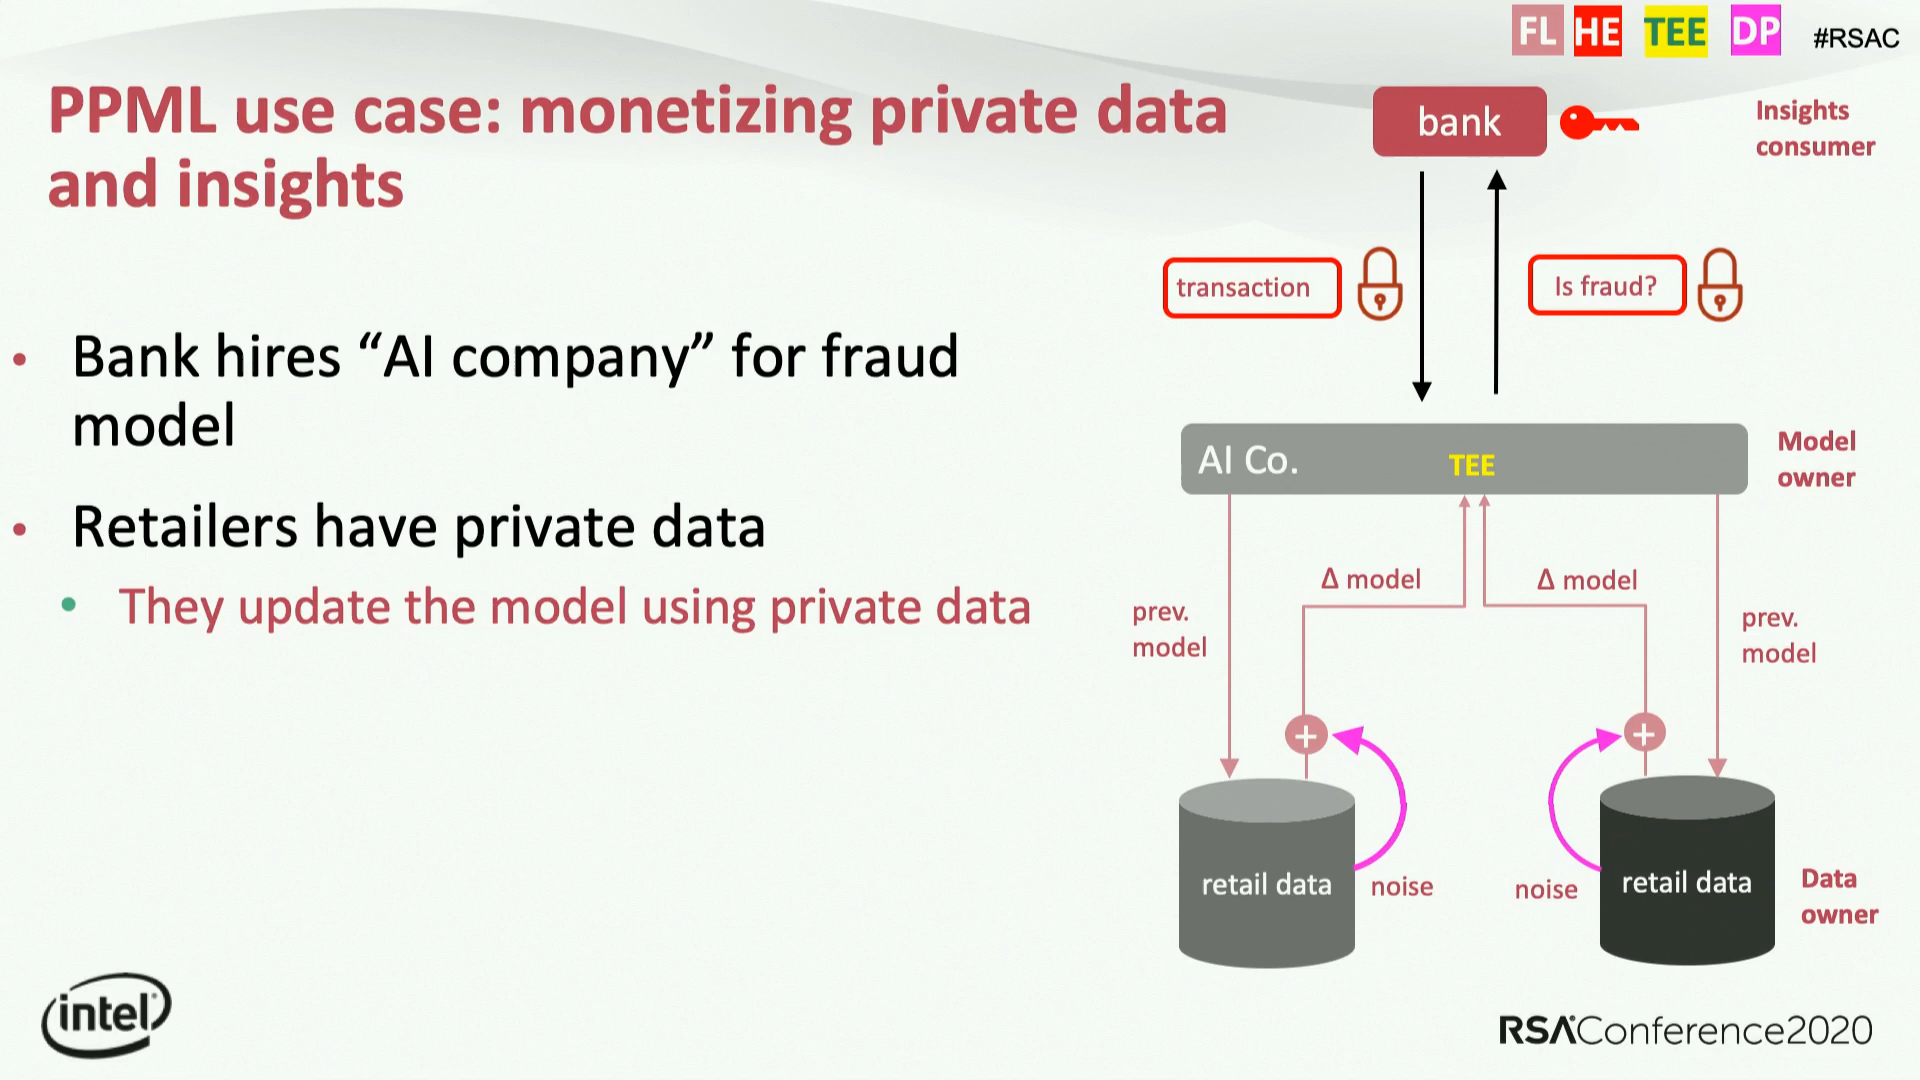 FL HE TEE DP #RSAC
PPML use case: monetizing private data
and insights
bank
Insights
consumer
transaction
Is fraud?
• Bank hires “AI company” for fraud
model
• Retailers have private data
• They update the model using private data
AI Co.
TEE
Model
owner
Δ model
Δ model
prev.
model
prev.
model
+
+
retail data
noise
noise
retail data
Data
owner
intel
RSAConference2020